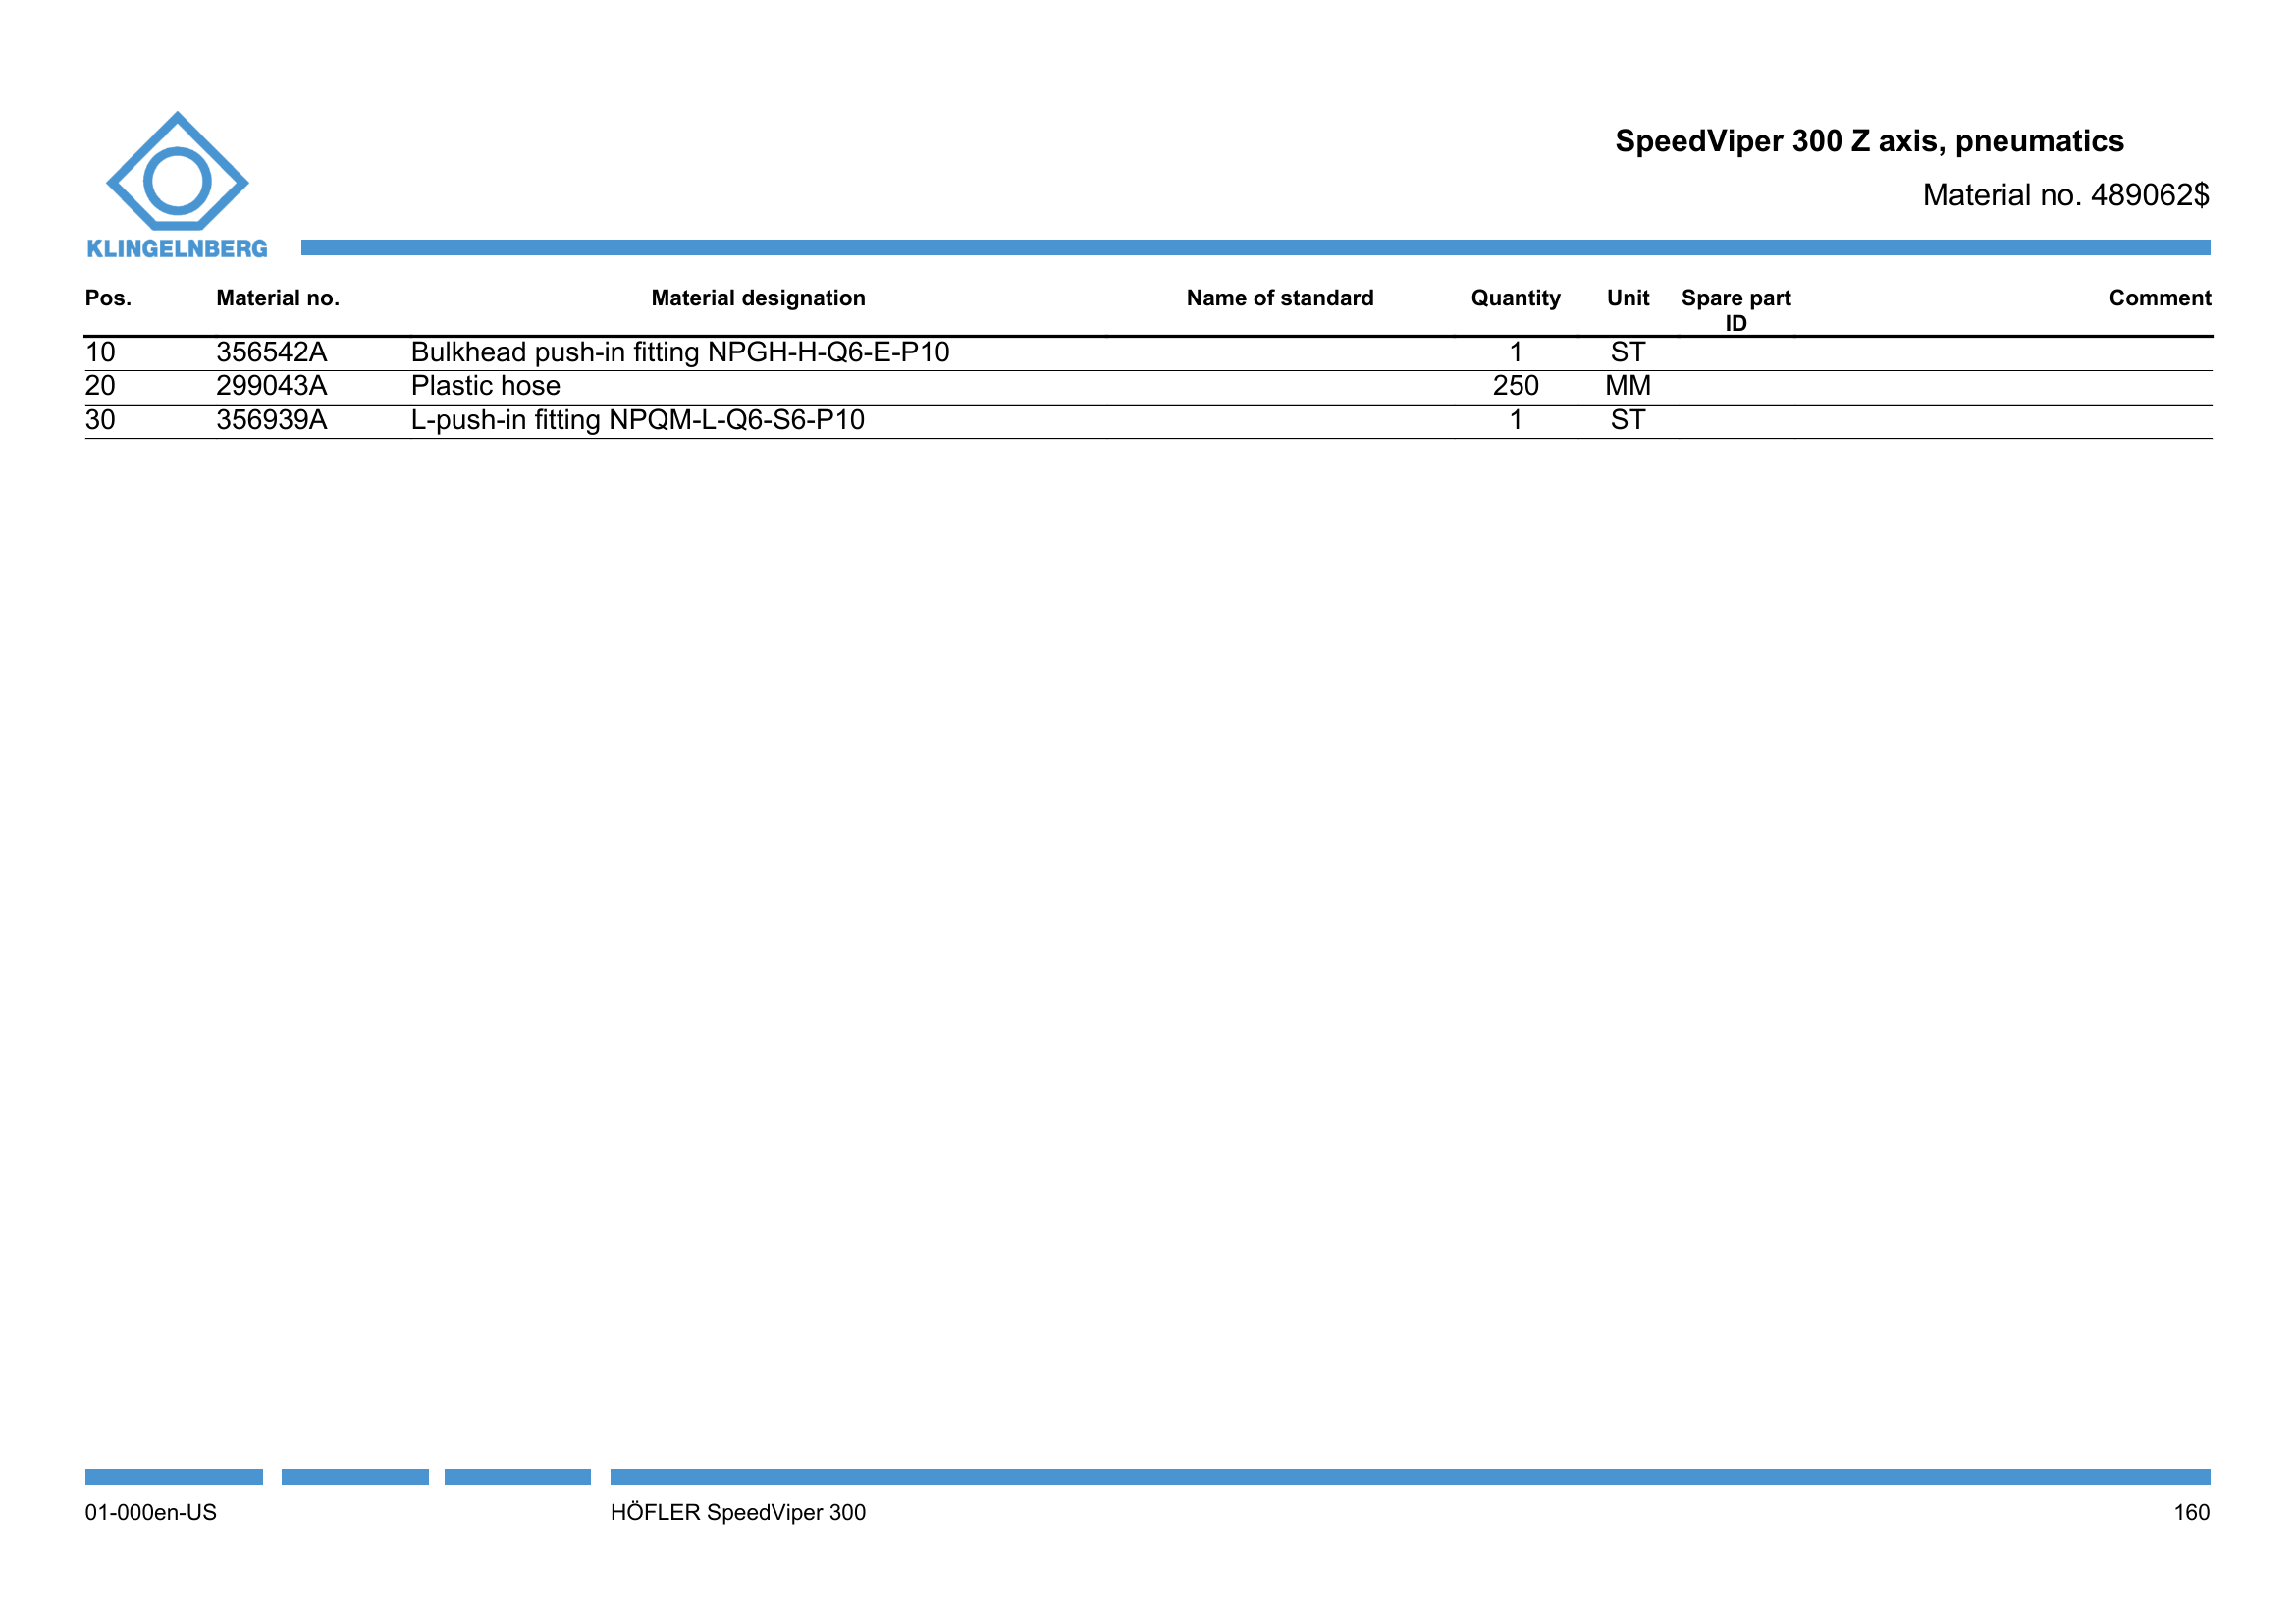 KLINGELNBERG
SpeedViper 300 Z axis, pneumatics
Material no. 489062$
Pos. Material no. Material designation Name of standard Quantity Unit Spare part ID Comment
10 356542A Bulkhead push-in fitting NPGH-H-Q6-E-P10 1 ST
20 299043A Plastic hose 250 MM
30 356939A L-push-in fitting NPQM-L-Q6-S6-P10 1 ST
01-000en-US HÖFLER SpeedViper 300 160